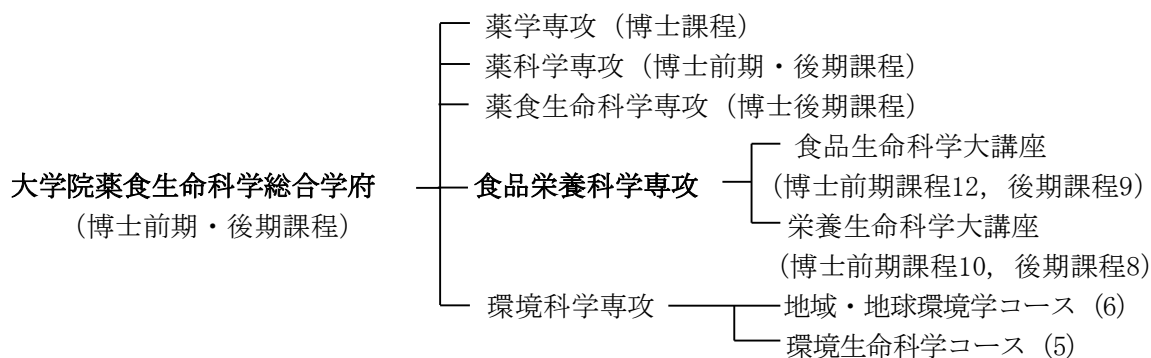 薬学専攻（博士課程）
薬科学専攻（博士前期・後期課程）
薬食生命科学専攻（博士後期課程）
大学院薬食生命科学総合学府
（博士前期・後期課程）
食品栄養科学専攻
食品生命科学大講座
（博士前期課程12，後期課程9）
栄養生命科学大講座
（博士前期課程10，後期課程8）
環境科学専攻
地域・地球環境学コース（6）
環境生命科学コース（5）